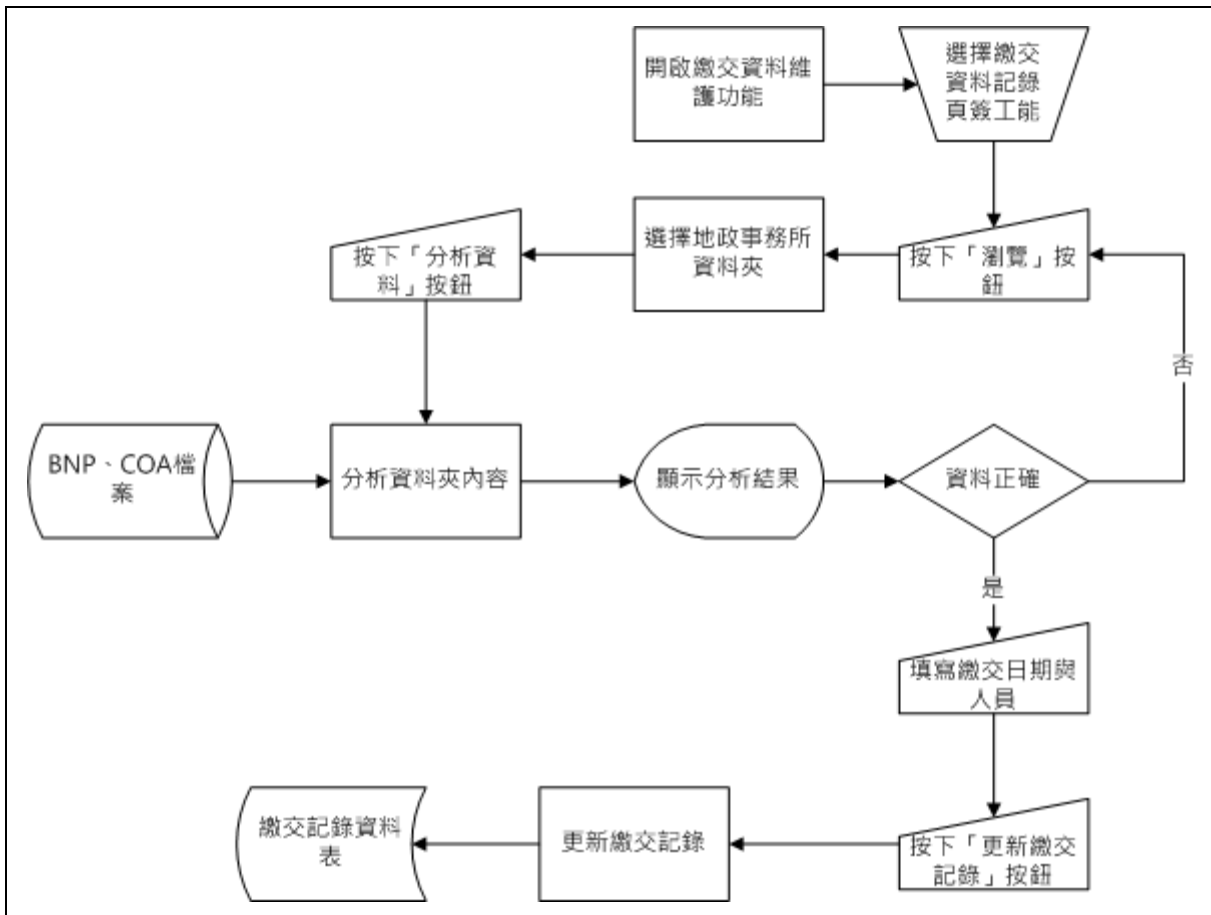 開啟繳交資料維
護功能
選擇繳交
資料記錄
頁簽工能
按下「瀏覽」按
鈕
選擇地政事務所
資料夾
按下「分析資
料」按鈕
BNP、COA檔
案
分析資料夾內容
顯示分析結果
資料正確
否
是
填寫繳交日期與
人員
按下「更新繳交
記錄」按鈕
更新繳交記錄
繳交記錄資料
表